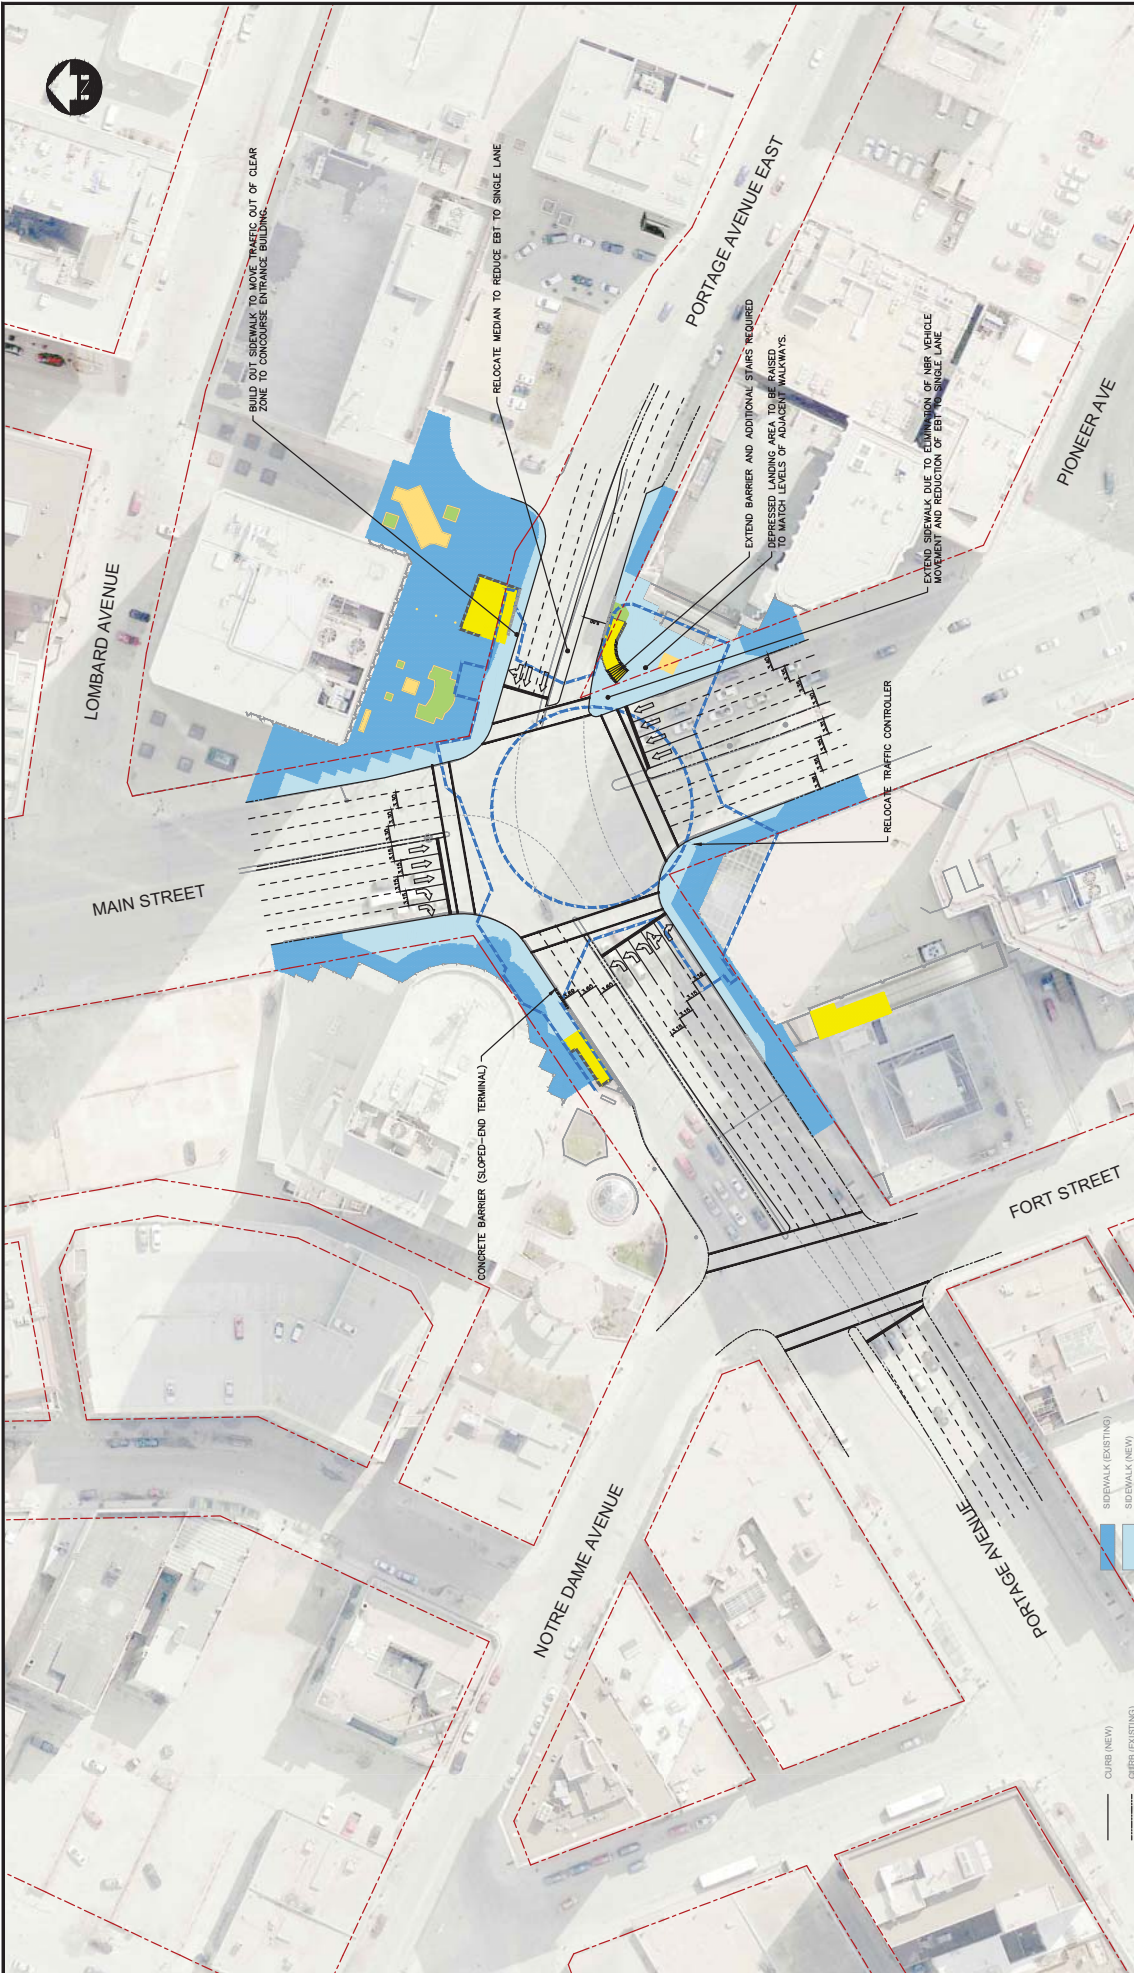 N
BUILD OUT SIDEWALK TO MOVE TRAFFIC OUT OF CLEAR
ZONE TO CONCOURSE ENTRANCE BUILDING.
RELOCATE MEDIAN TO REDUCE EBT TO SINGLE LANE
PORTAGE AVENUE EAST
EXTEND BARRIER AND ADDITIONAL STAIRS REQUIRED
DEPRESSED LANDING AREA TO BE RAISED
TO MATCH LEVELS OF ADJACENT WALKWAYS.
EXTEND SIDEWALK DUE TO ELIMINATION OF NBR VEHICLE
MOVEMENT AND REDUCTION OF EBT TO SINGLE LANE
PIONEER AVE
LOMBARD AVENUE
RELOCATE TRAFFIC CONTROLLER
MAIN STREET
CONCRETE BARRIER (SLOPED-END TERMINAL)
FORT STREET
NOTRE DAME AVENUE
PORTAGE AVENUE
SIDEWALK (EXISTING)
SIDEWALK (NEW)
CURB (NEW)
CURB (EXISTING)